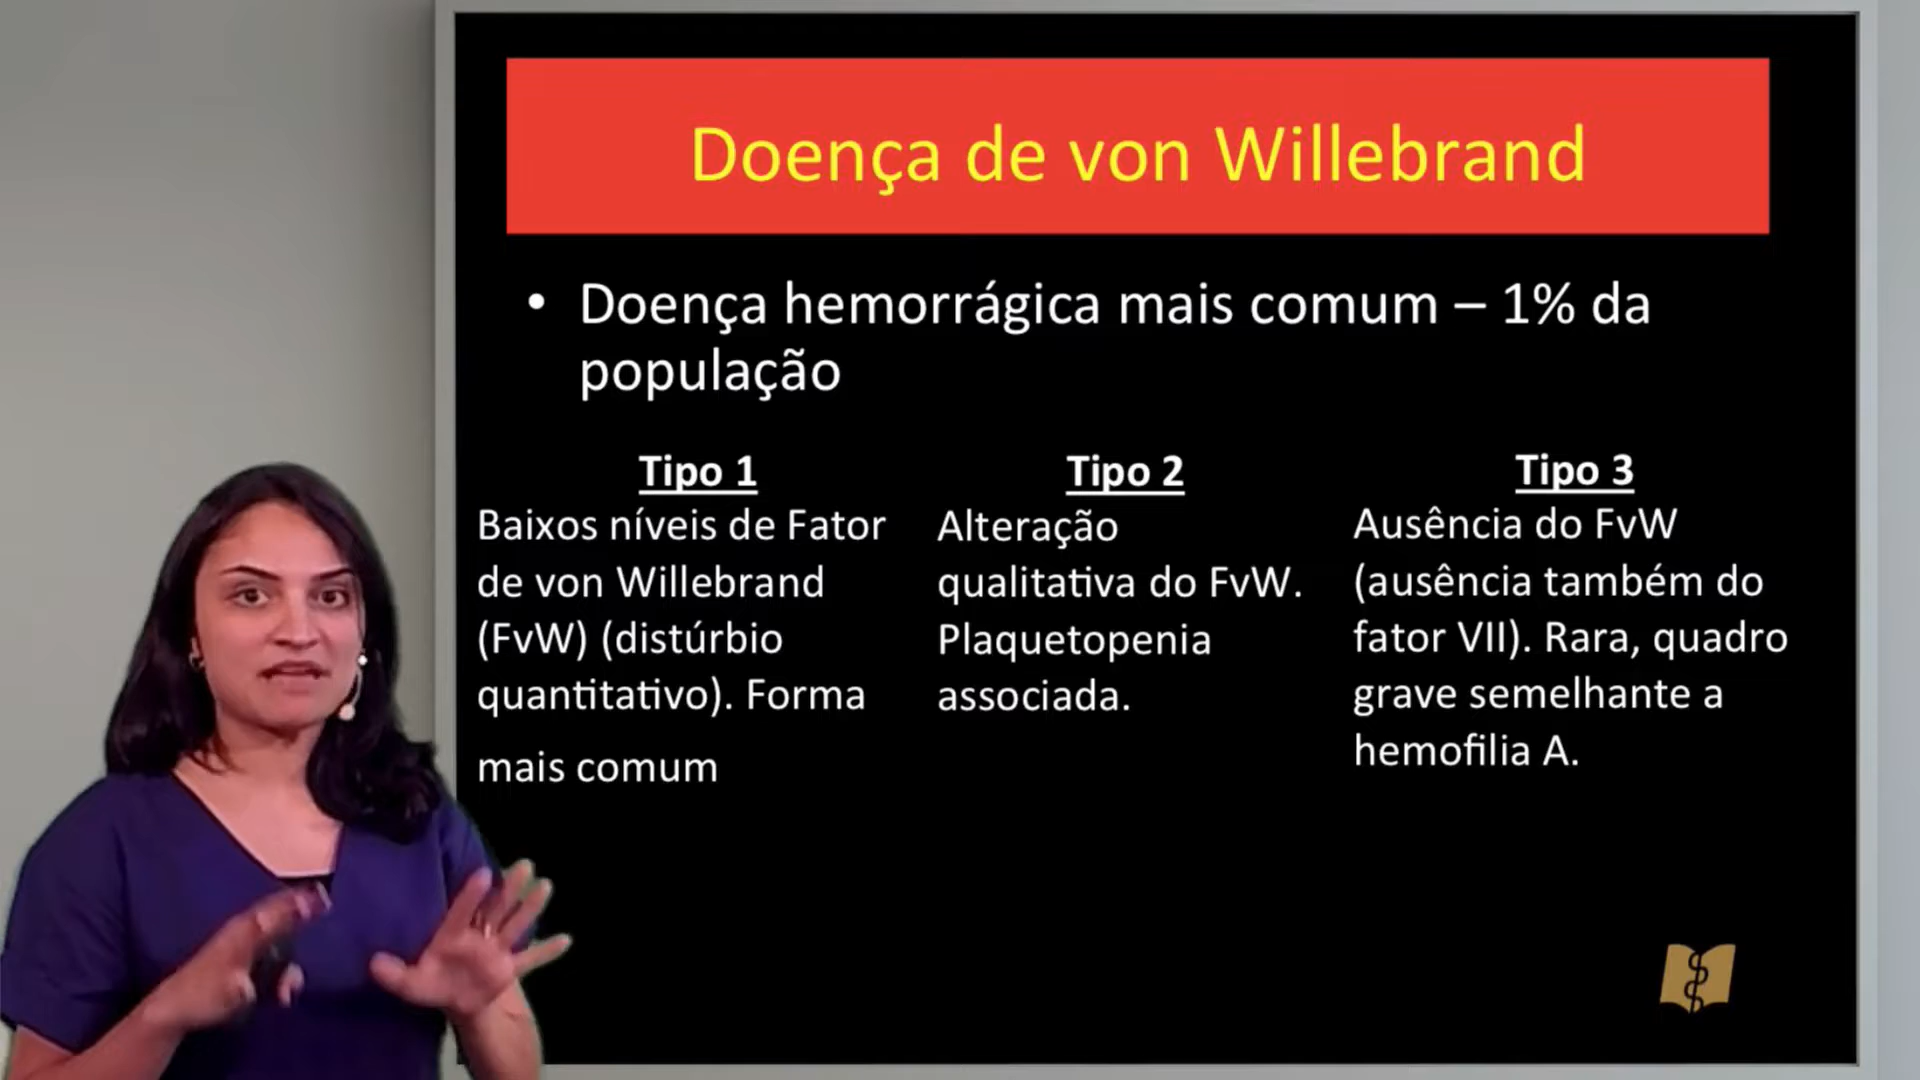 Doença de von Willebrand
• Doença hemorrágica mais comum – 1% da
população
Tipo 1
Baixos níveis de Fator
de von Willebrand
(FvW) (distúrbio
quantitativo). Forma
mais comum
Tipo 2
Alteração
qualitativa do FvW.
Plaquetopenia
associada.
Tipo 3
Ausência do FvW
(ausência também do
fator VII). Rara, quadro
grave semelhante a
hemofilia A.